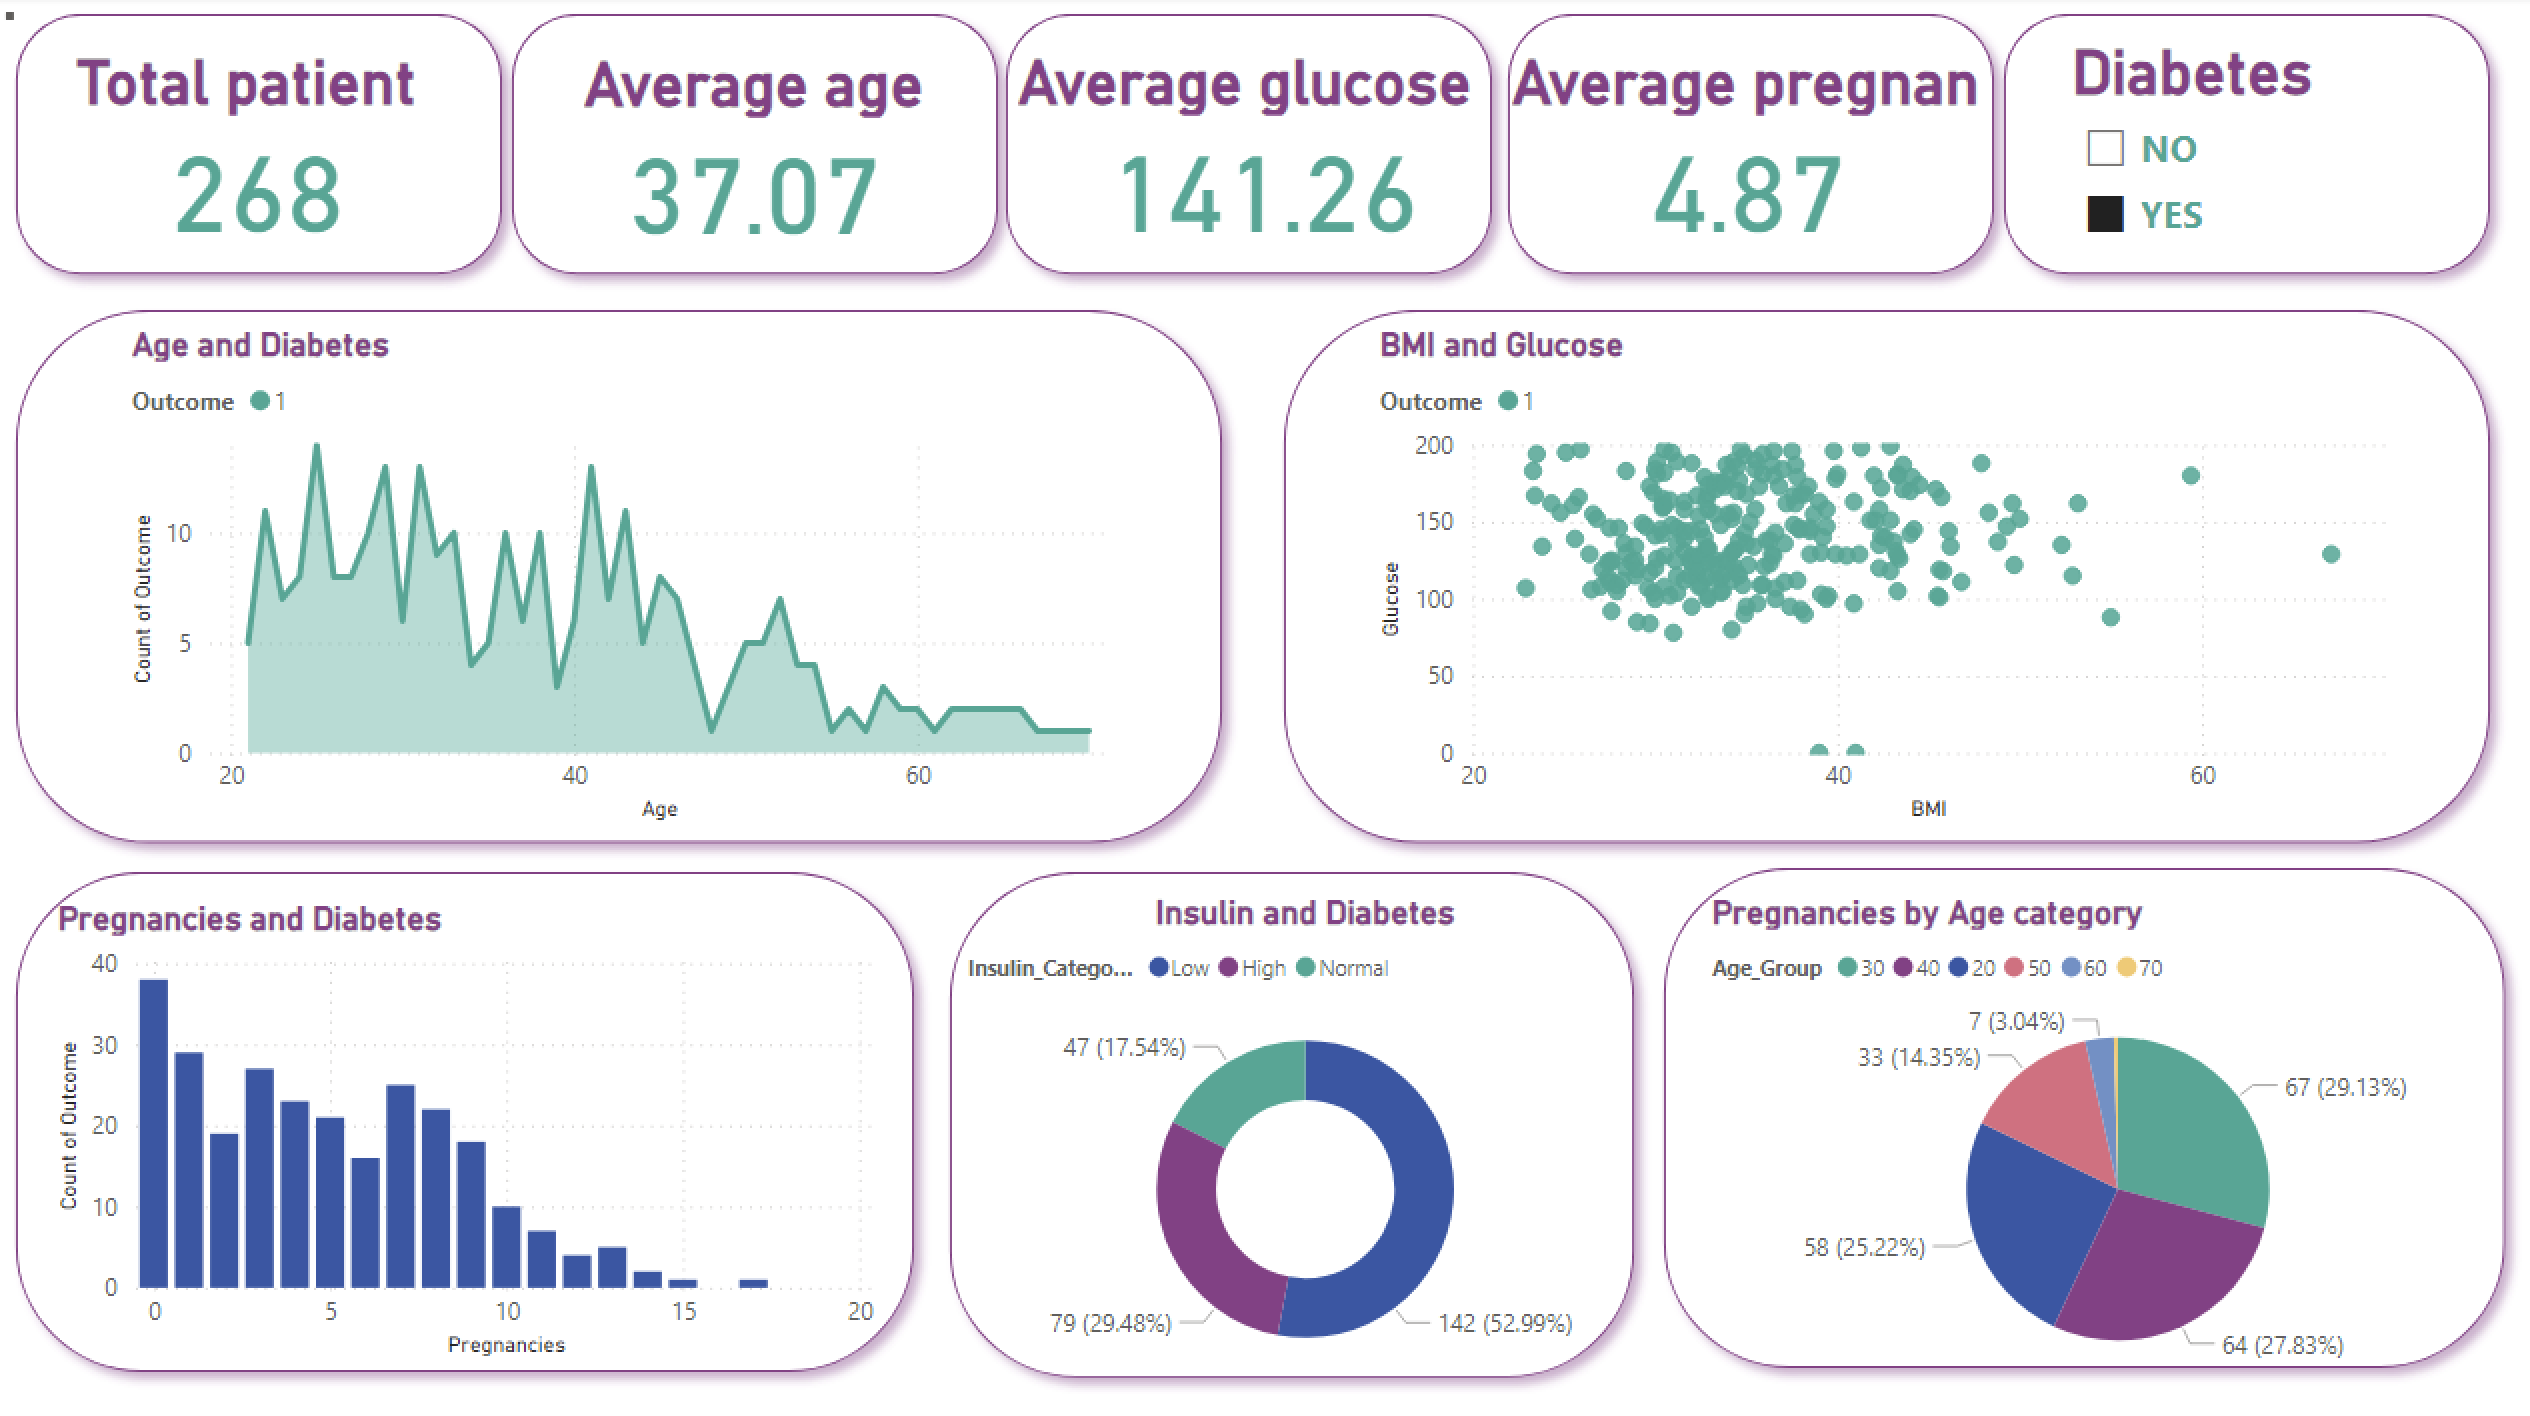 Total patient
268
Average age
37.07
Average glucose
141.26
Average pregnan
4.87
Diabetes
NO
YES
Age and Diabetes
Outcome 1
Count of Outcome
10
5
0
20 40 60
Age
BMI and Glucose
Outcome 1
Glucose
200
150
100
50
0
20 40 60
BMI
Pregnancies and Diabetes
Count of Outcome
40
30
20
10
0
0 5 10 15 20
Pregnancies
Insulin and Diabetes
Insulin_Catego... Low High Normal
47 (17.54%)
79 (29.48%)
142 (52.99%)
Pregnancies by Age category
Age_Group 30 40 20 50 60 70
7 (3.04%)
33 (14.35%)
67 (29.13%)
58 (25.22%)
64 (27.83%)